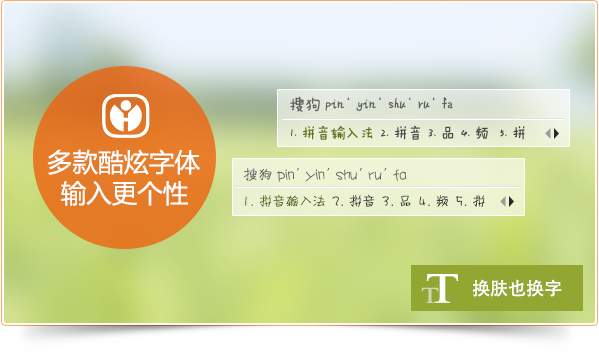 多款酷炫字体
输入更个性
搜狗 pin'yin'shu'ru'fa
1. 拼音输入法 2. 拼音 3. 品 4. 频 5. 拼
搜狗 pin'yin'shu'ru'fa
1. 拼音输入法 2. 拼音 3. 品 4. 频 5. 拼
TT 换肤也换字